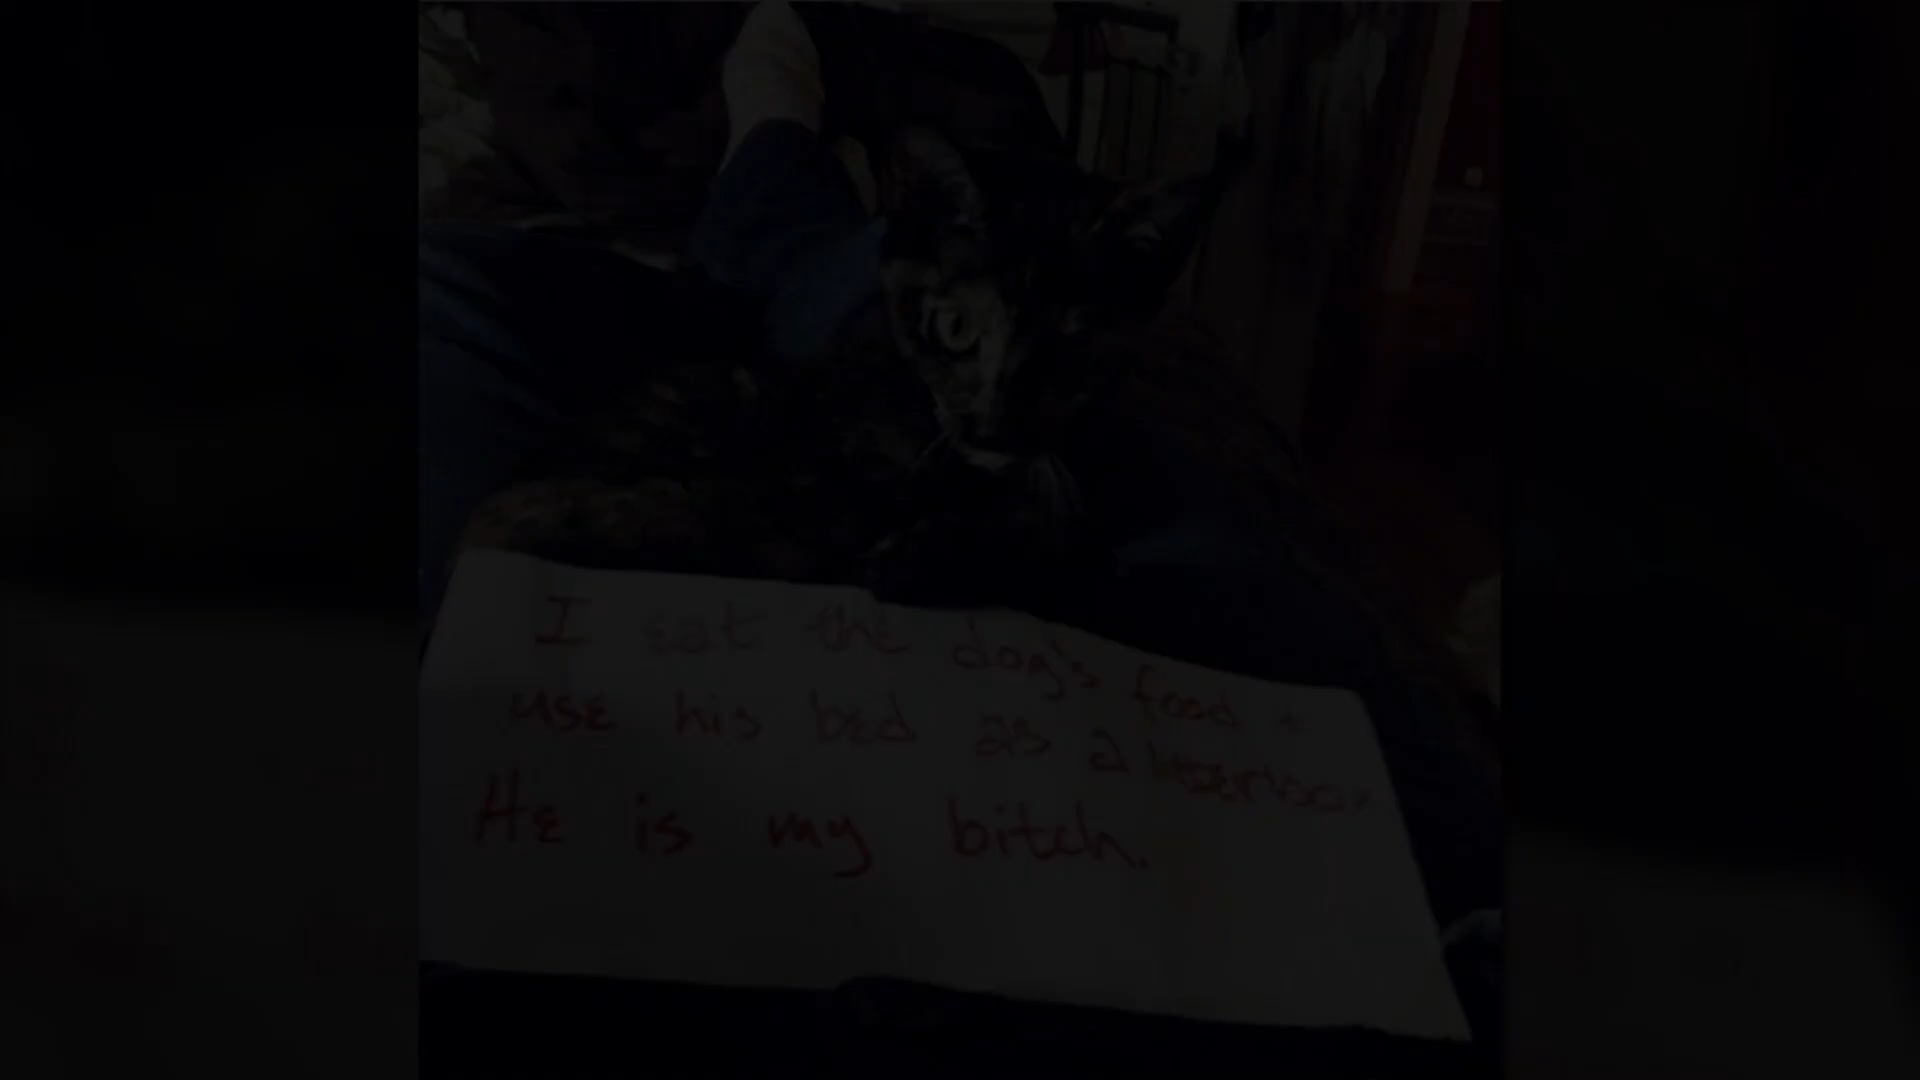 I eat the dog's food +
use his bed as a litterbox.
He is my bitch.